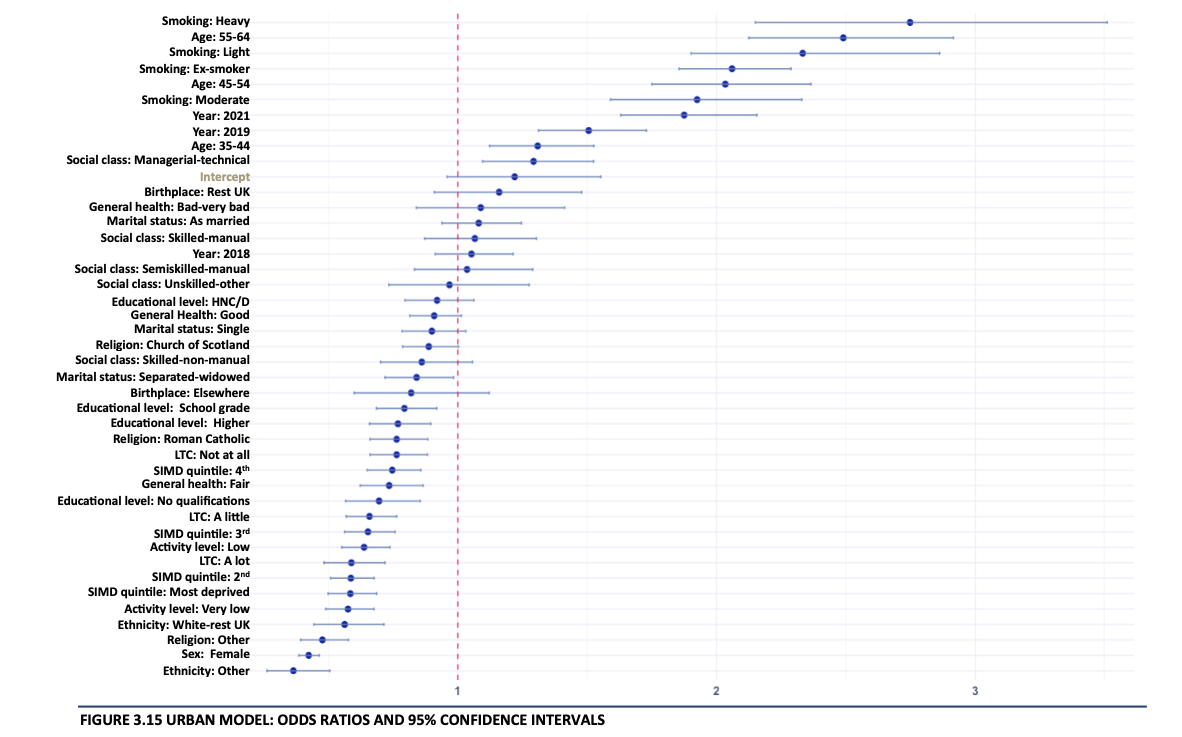 Smoking: Heavy
Age: 55-64
Smoking: Light
Smoking: Ex-smoker
Age: 45-54
Smoking: Moderate
Year: 2021
Year: 2019
Age: 35-44
Social class: Managerial-technical
Intercept
Birthplace: Rest UK
General health: Bad-very bad
Marital status: As married
Social class: Skilled-manual
Year: 2018
Social class: Semiskilled-manual
Social class: Unskilled-other
Educational level: HNC/D
General Health: Good
Marital status: Single
Religion: Church of Scotland
Social class: Skilled-non-manual
Marital status: Separated-widowed
Birthplace: Elsewhere
Educational level:  School grade
Educational level:  Higher
Religion: Roman Catholic
LTC: Not at all
SIMD quintile: 4th
General health: Fair
Educational level: No qualifications
LTC: A little
SIMD quintile: 3rd
Activity level: Low
LTC: A lot
SIMD quintile: 2nd
SIMD quintile: Most deprived
Activity level: Very low
Ethnicity: White-rest UK
Religion: Other
Sex:  Female
Ethnicity: Other
1 2 3
FIGURE 3.15 URBAN MODEL: ODDS RATIOS AND 95% CONFIDENCE INTERVALS